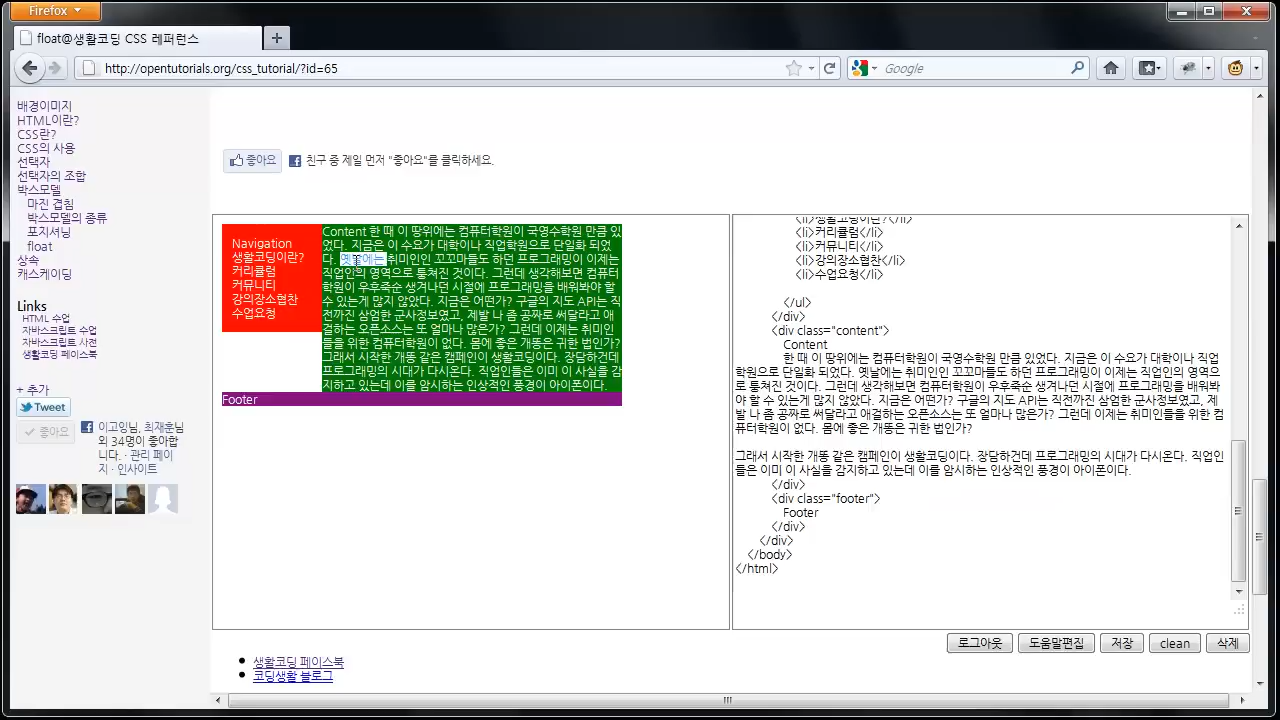 Firefox
float@생활코딩 CSS 레퍼런스
http://opentutorials.org/css_tutorial/?id=65
Google
배경이미지
HTML이란?
CSS란?
CSS의 사용
선택자
선택자의 조합
박스모델
마진 겹침
박스모델의 종류
포지셔닝
float
상속
캐스케이딩
Links
HTML 수업
자바스크립트 수업
자바스크립트 사전
생활코딩 페이스북
+ 추가
Tweet
좋아요
이고잉님, 최재훈님
외 34명이 좋아합
니다. · 관리 페이
지 · 인사이트
좋아요
친구 중 제일 먼저 "좋아요"를 클릭하세요.
Navigation
생활코딩이란?
커리큘럼
커뮤니티
강의장소협찬
수업요청
Content 한 때 이 땅위에는 컴퓨터학원이 국영수학원 만큼 있
었다. 지금은 이 수요가 대학이나 직업학원으로 단일화 되었
다. 옛날에는 취미인인 꼬꼬마들도 하던 프로그래밍이 이제는
직업인의 영역으로 퉁쳐진 것이다. 그런데 생각해보면 컴퓨터
학원이 우후죽순 생겨나던 시절에 프로그래밍을 배워봐야 할
수 있는게 많지 않았다. 지금은 어떤가? 구글의 지도 API는 직
전까진 삼엄한 군사정보였고, 제발 나 좀 공짜로 써달라고 애
걸하는 오픈소스는 또 얼마나 많은가? 그런데 이제는 취미인
들을 위한 컴퓨터학원이 없다. 몸에 좋은 개똥은 귀한 법인가?
그래서 시작한 개똥 같은 캠페인이 생활코딩이다. 장담하건데
프로그래밍의 시대가 다시온다. 직업인들은 이미 이 사실을 감
지하고 있는데 이를 암시하는 인상적인 풍경이 아이폰이다.
Footer
<li>생활코딩이란?</li>
<li>커리큘럼</li>
<li>커뮤니티</li>
<li>강의장소협찬</li>
<li>수업요청</li>
</ul>
</div>
<div class="content">
Content
한 때 이 땅위에는 컴퓨터학원이 국영수학원 만큼 있었다. 지금은 이 수요가 대학이나 직업
학원으로 단일화 되었다. 옛날에는 취미인인 꼬꼬마들도 하던 프로그래밍이 이제는 직업인의 영역으
로 퉁쳐진 것이다. 그런데 생각해보면 컴퓨터학원이 우후죽순 생겨나던 시절에 프로그래밍을 배워봐
야 할 수 있는게 많지 않았다. 지금은 어떤가? 구글의 지도 API는 직전까진 삼엄한 군사정보였고, 제
발 나 좀 공짜로 써달라고 애걸하는 오픈소스는 또 얼마나 많은가? 그런데 이제는 취미인들을 위한 컴
퓨터학원이 없다. 몸에 좋은 개똥은 귀한 법인가?
그래서 시작한 개똥 같은 캠페인이 생활코딩이다. 장담하건데 프로그래밍의 시대가 다시온다. 직업인
들은 이미 이 사실을 감지하고 있는데 이를 암시하는 인상적인 풍경이 아이폰이다.
</div>
<div class="footer">
Footer
</div>
</div>
</body>
</html>
로그아웃
도움말편집
저장
clean
삭제
생활코딩 페이스북
코딩생활 블로그